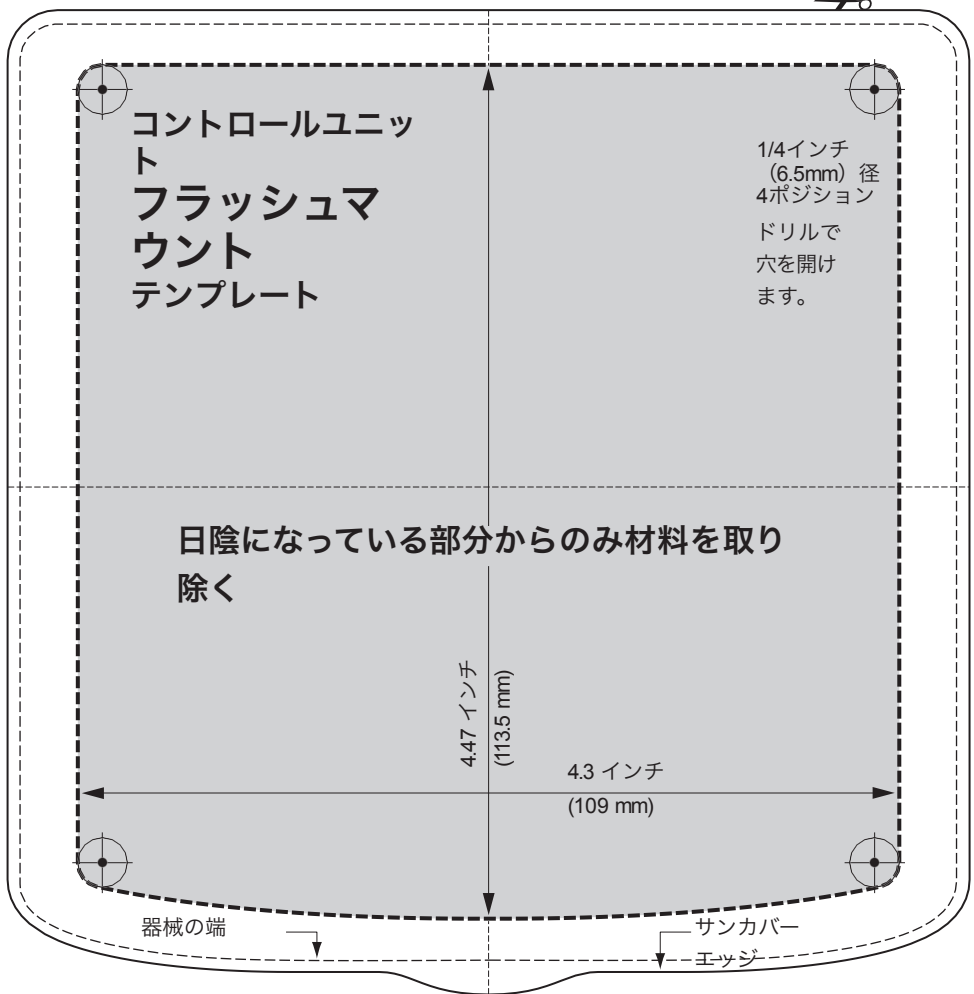 コントロールユニッ
ト
フラッシュマ
ウント
テンプレート
1/4インチ
（6.5mm）径
4ポジション
ドリルで
穴を開け
ます。
日陰になっている部分からのみ材料を取り
除く
4.47 インチ
(113.5 mm)
4.3 インチ
(109 mm)
器械の端
サンカバー
エッジ